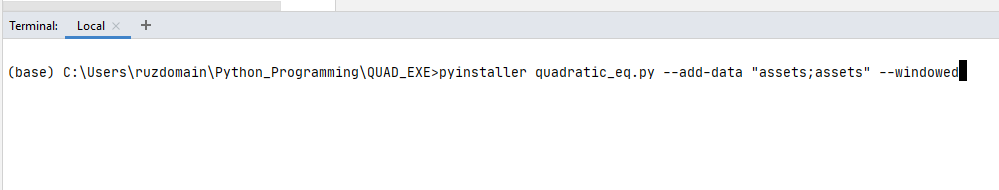 Terminal: Local × +
(base) C:\Users\ruzdomain\Python_Programming\QUAD_EXE>pyinstaller quadratic_eq.py --add-data "assets;assets" --windowed